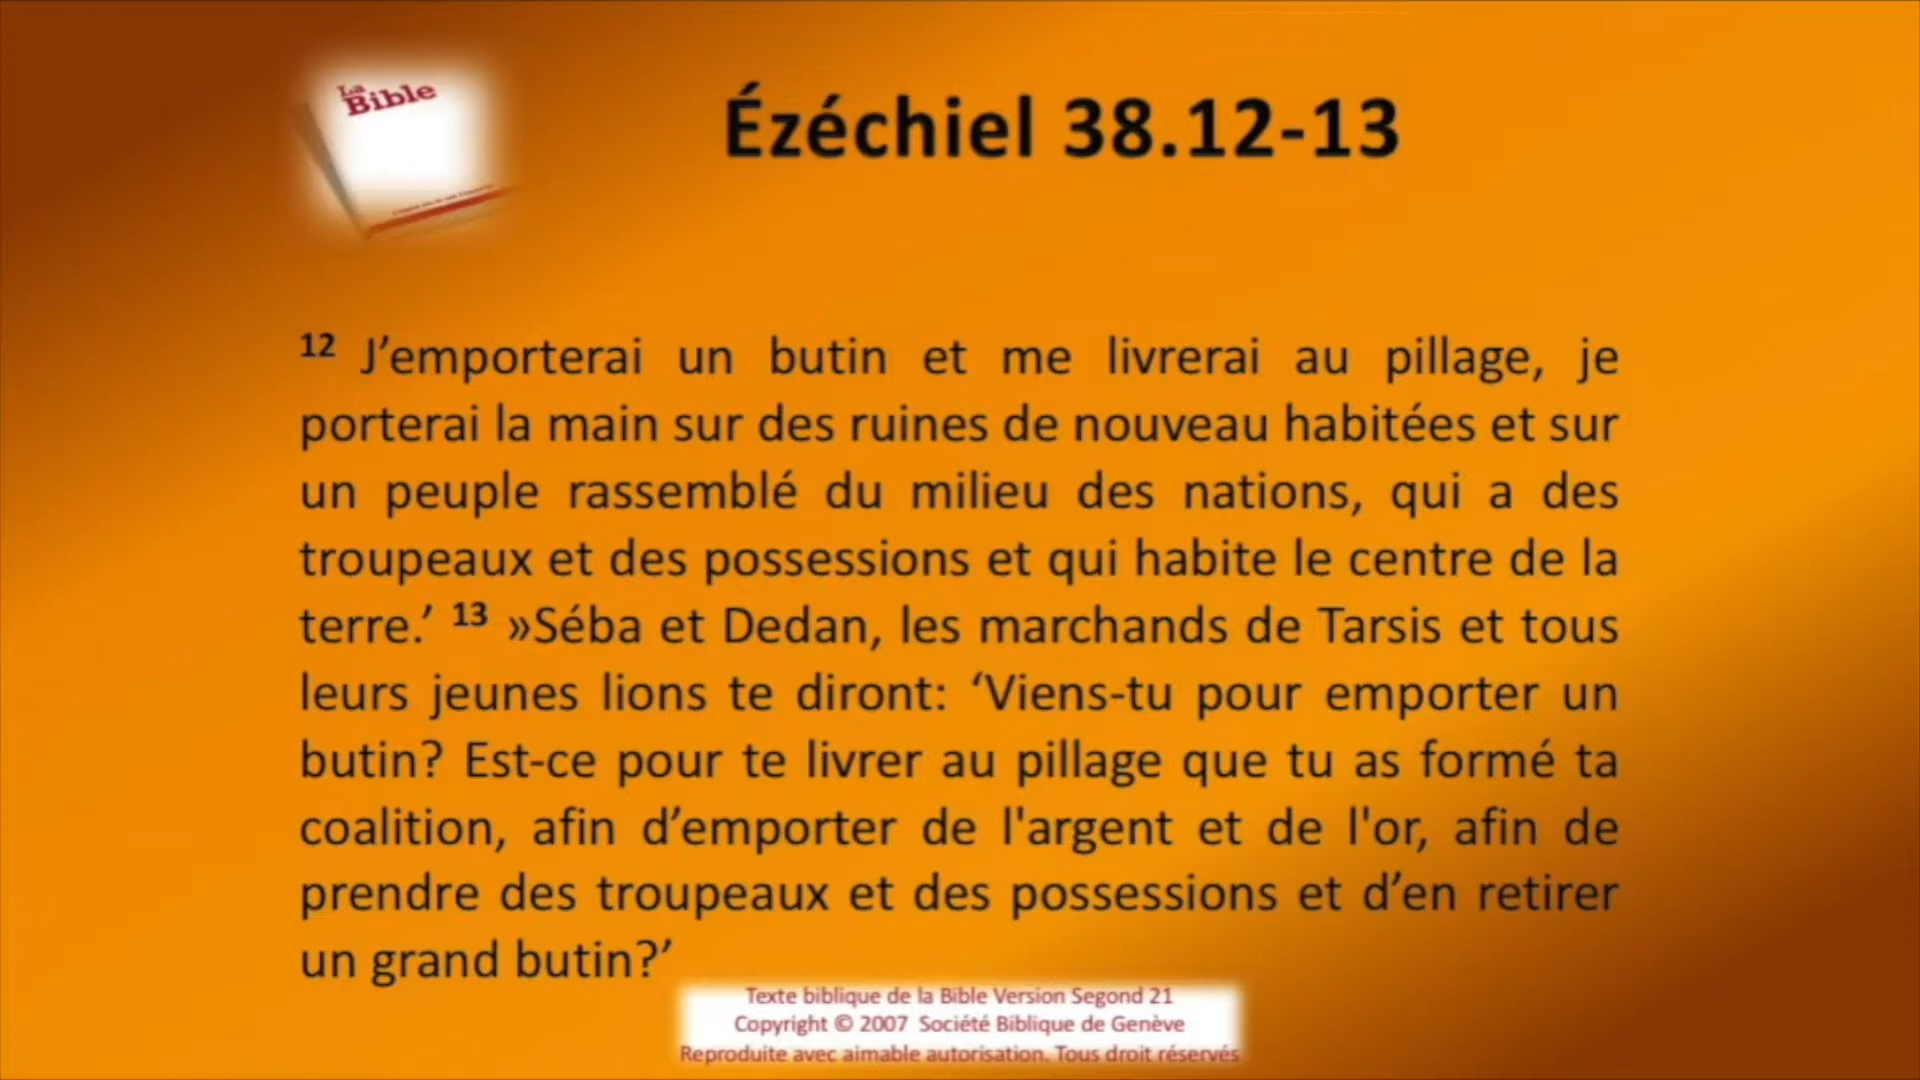 La
Bible
Ézéchiel 38.12-13
12 J’emporterai un butin et me livrerai au pillage, je
porterai la main sur des ruines de nouveau habitées et sur
un peuple rassemblé du milieu des nations, qui a des
troupeaux et des possessions et qui habite le centre de la
terre.’ 13 »Séba et Dedan, les marchands de Tarsis et tous
leurs jeunes lions te diront: ‘Viens-tu pour emporter un
butin? Est-ce pour te livrer au pillage que tu as formé ta
coalition, afin d’emporter de l'argent et de l'or, afin de
prendre des troupeaux et des possessions et d’en retirer
un grand butin?’
Texte biblique de la Bible Version Segond 21
Copyright © 2007 Société Biblique de Genève
Reproduite avec aimable autorisation. Tous droit réservés